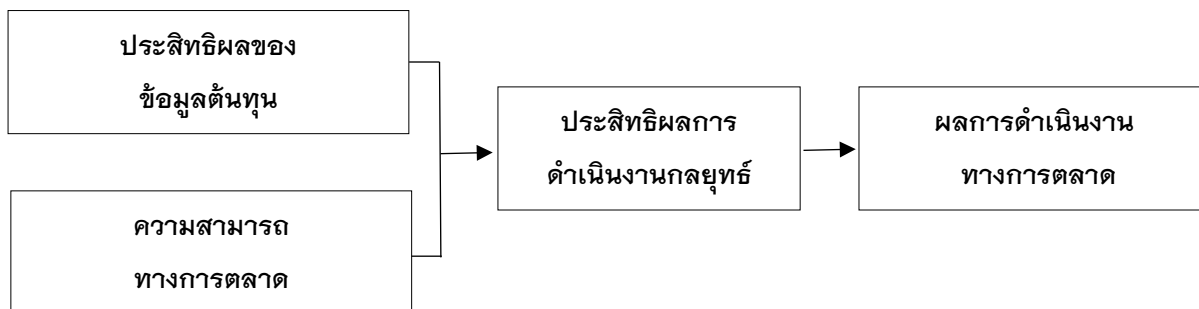 ประสิทธิผลของ
ข้อมูลต้นทุน
ความสามารถ
ทางการตลาด
ประสิทธิผลการ
ดำเนินงานกลยุทธ์
ผลการดำเนินงาน
ทางการตลาด